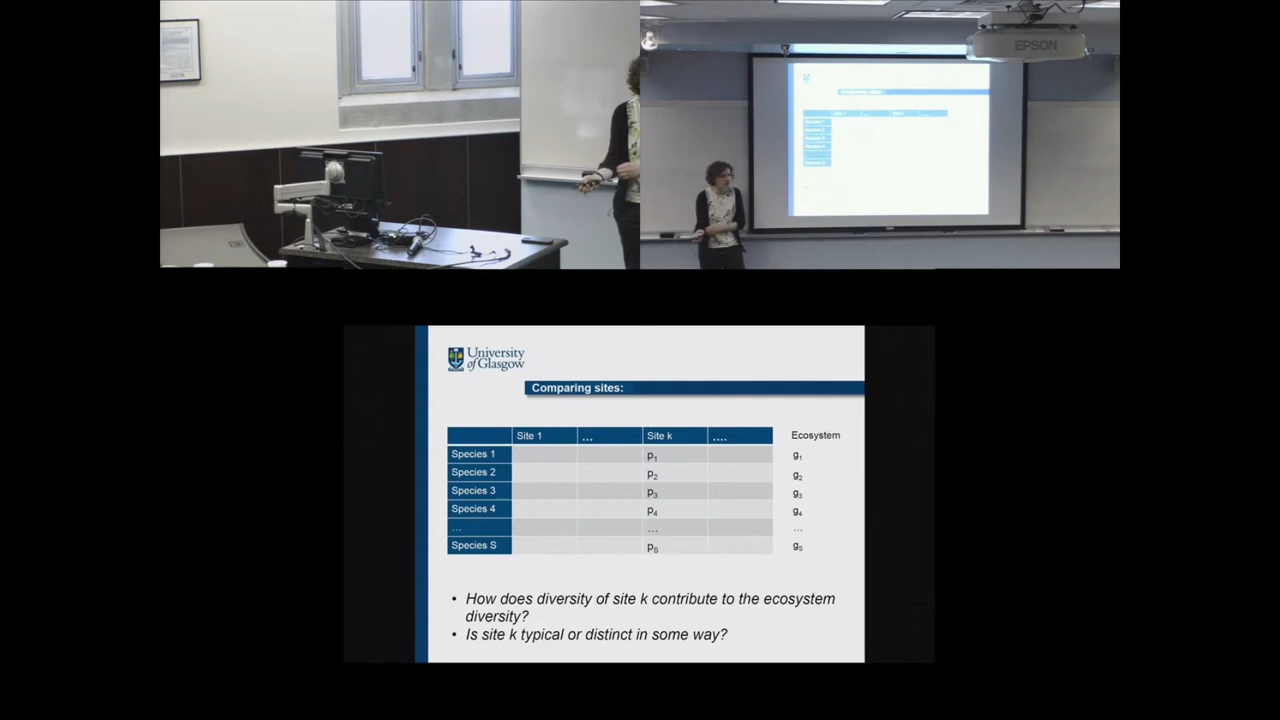 EPSON
Comparing sites:
University
of Glasgow
Comparing sites:
Site 1 ... Site k .... Ecosystem
Species 1 p1 g1
Species 2 p2 g2
Species 3 p3 g3
Species 4 p4 g4
... ... ...
Species S pS gS
• How does diversity of site k contribute to the ecosystem
diversity?
• Is site k typical or distinct in some way?